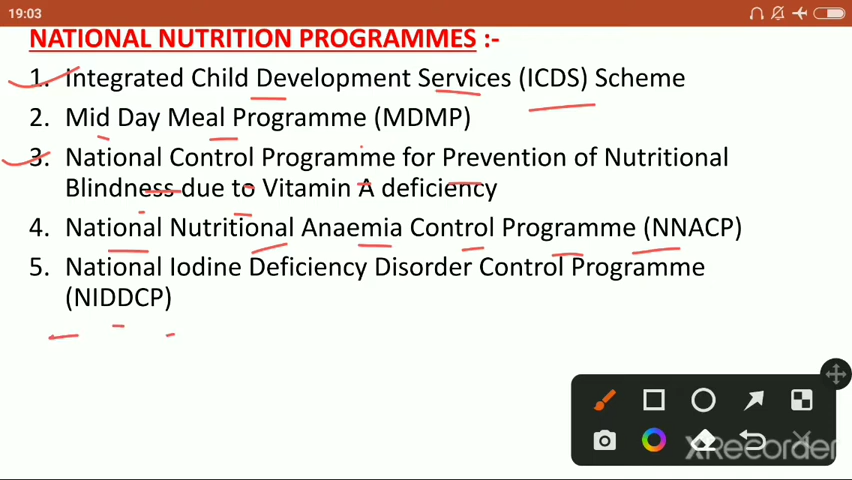 19:03
NATIONAL NUTRITION PROGRAMMES :-
1. Integrated Child Development Services (ICDS) Scheme
2. Mid Day Meal Programme (MDMP)
3. National Control Programme for Prevention of Nutritional
Blindness due to Vitamin A deficiency
4. National Nutritional Anaemia Control Programme (NNACP)
5. National Iodine Deficiency Disorder Control Programme
(NIDDCP)
XRecorder